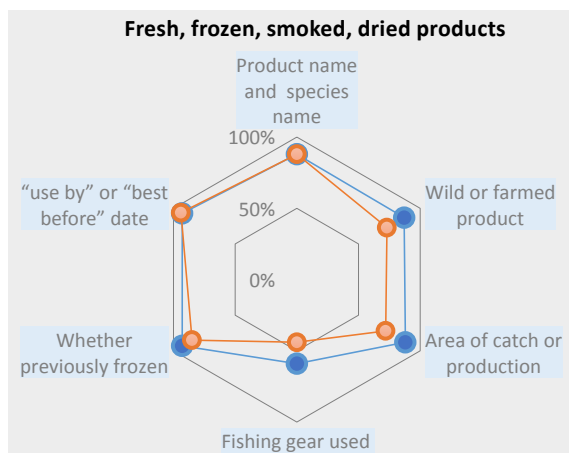 Fresh, frozen, smoked, dried products
Product name
and species
name
100%
50%
0%
Wild or farmed
product
Area of catch or
production
Fishing gear used
Whether
previously frozen
“use by” or “best
before” date